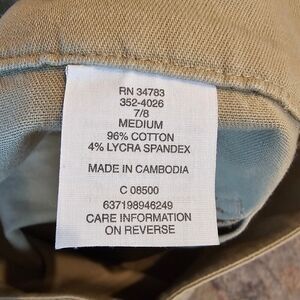 RN 34783
352-4026
7/8
MEDIUM
96% COTTON
4% LYCRA SPANDEX
MADE IN CAMBODIA
C 08500
637198946249
CARE INFORMATION
ON REVERSE